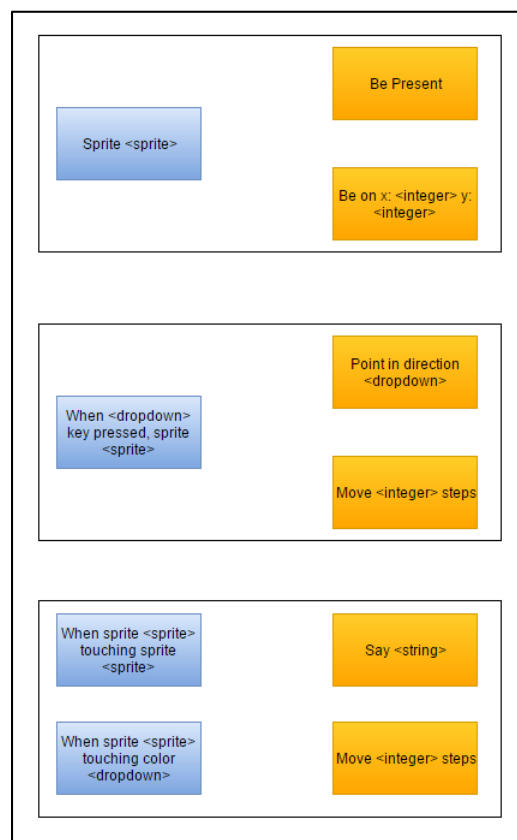 Be Present
Sprite <sprite>
Be on x: <integer> y:
<integer>
Point in direction
<dropdown>
When <dropdown>
key pressed, sprite
<sprite>
Move <integer> steps
When sprite <sprite>
touching sprite
<sprite>
Say <string>
When sprite <sprite>
touching color
<dropdown>
Move <integer> steps